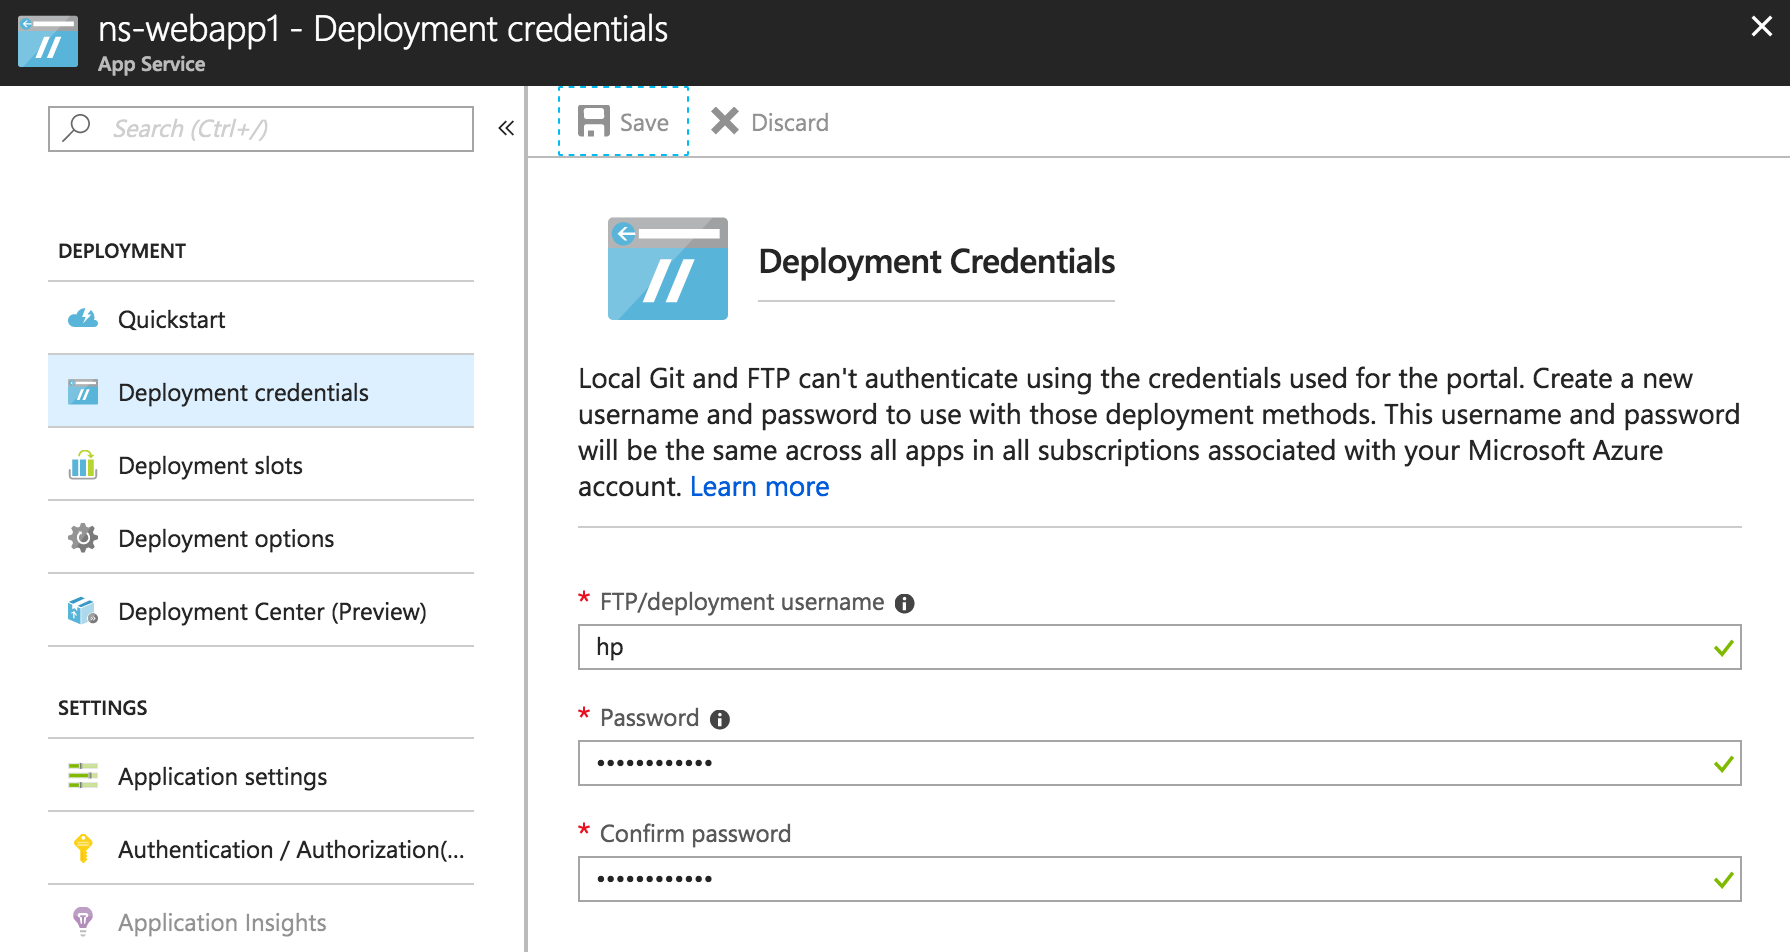 ns-webapp1 - Deployment credentials
App Service
Search (Ctrl+/)
«
Save
Discard
DEPLOYMENT
Quickstart
Deployment credentials
Deployment slots
Deployment options
Deployment Center (Preview)
SETTINGS
Application settings
Authentication / Authorization(...
Application Insights
Deployment Credentials
Local Git and FTP can't authenticate using the credentials used for the portal. Create a new
username and password to use with those deployment methods. This username and password
will be the same across all apps in all subscriptions associated with your Microsoft Azure
account. Learn more
* FTP/deployment username
hp
* Password
••••••••••••
* Confirm password
••••••••••••